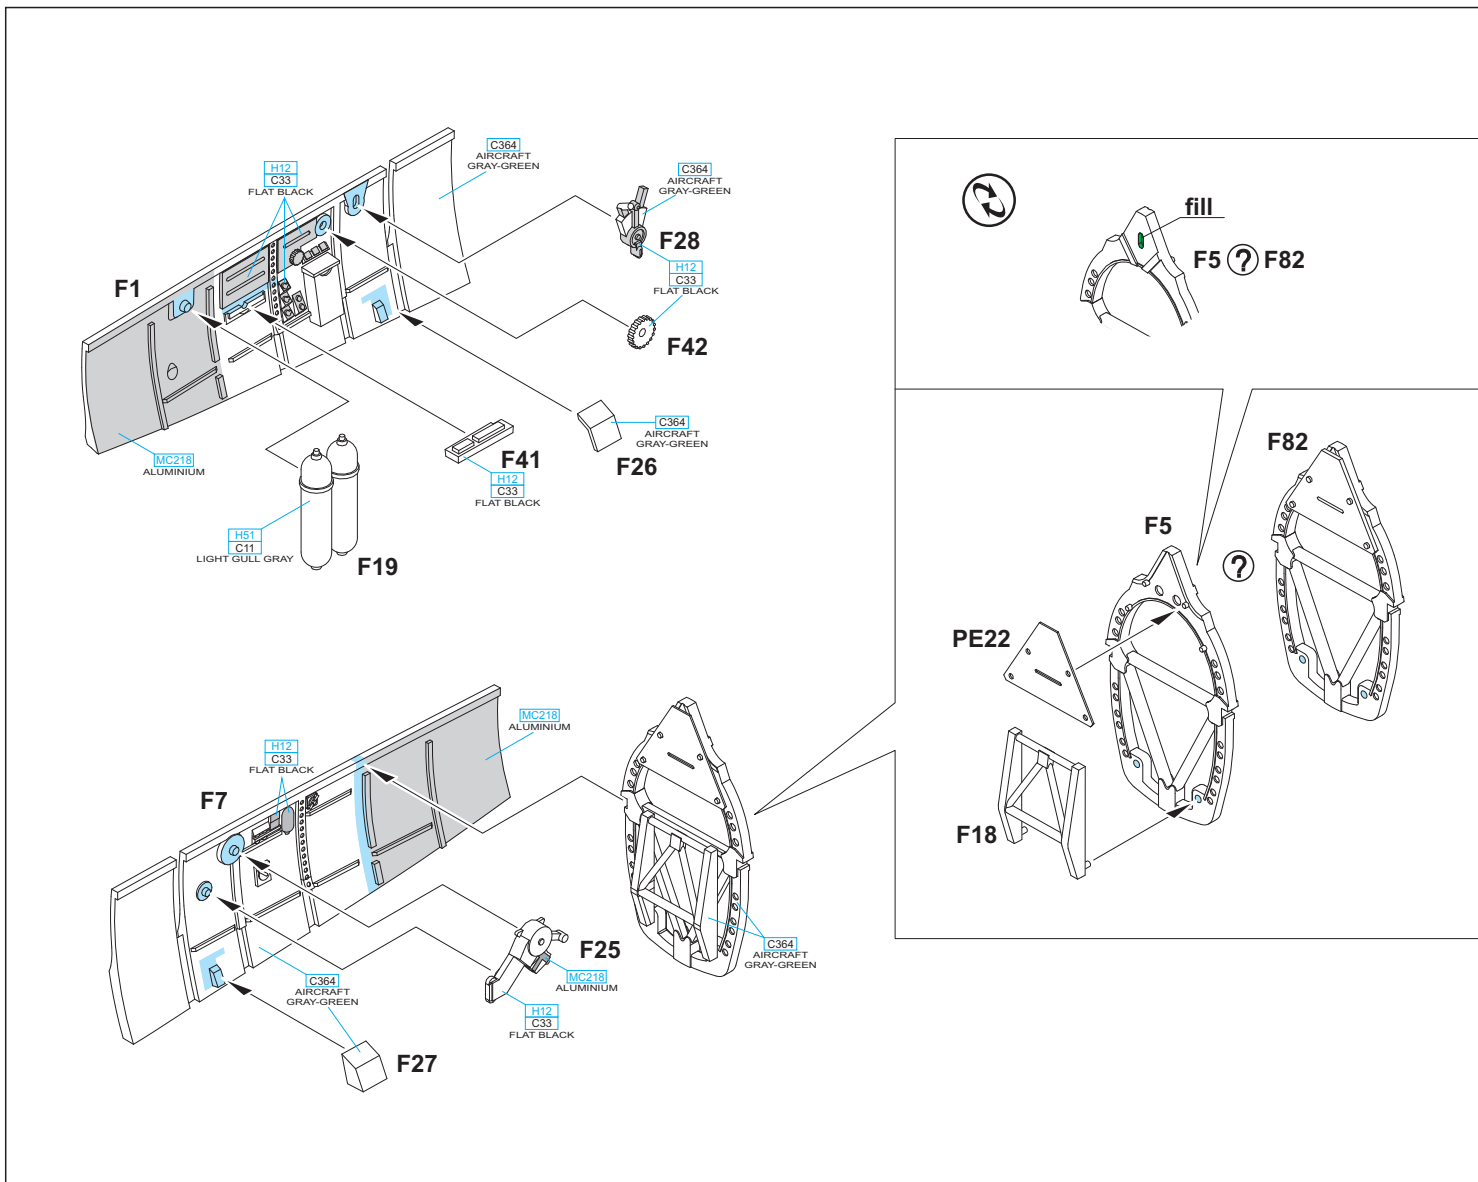 C364
AIRCRAFT
GRAY-GREEN
H12
C33
FLAT BLACK
C364
AIRCRAFT
GRAY-GREEN
F28
H12
C33
FLAT BLACK
F1
F42
C364
AIRCRAFT
GRAY-GREEN
F26
F41
H12
C33
FLAT BLACK
MC218
ALUMINIUM
H51
C11
LIGHT GULL GRAY
F19
fill
F5 ? F82
F82
F5
?
PE22
F18
MC218
ALUMINIUM
H12
C33
FLAT BLACK
F7
F25
MC218
ALUMINIUM
C364
AIRCRAFT
GRAY-GREEN
C364
AIRCRAFT
GRAY-GREEN
H12
C33
FLAT BLACK
F27